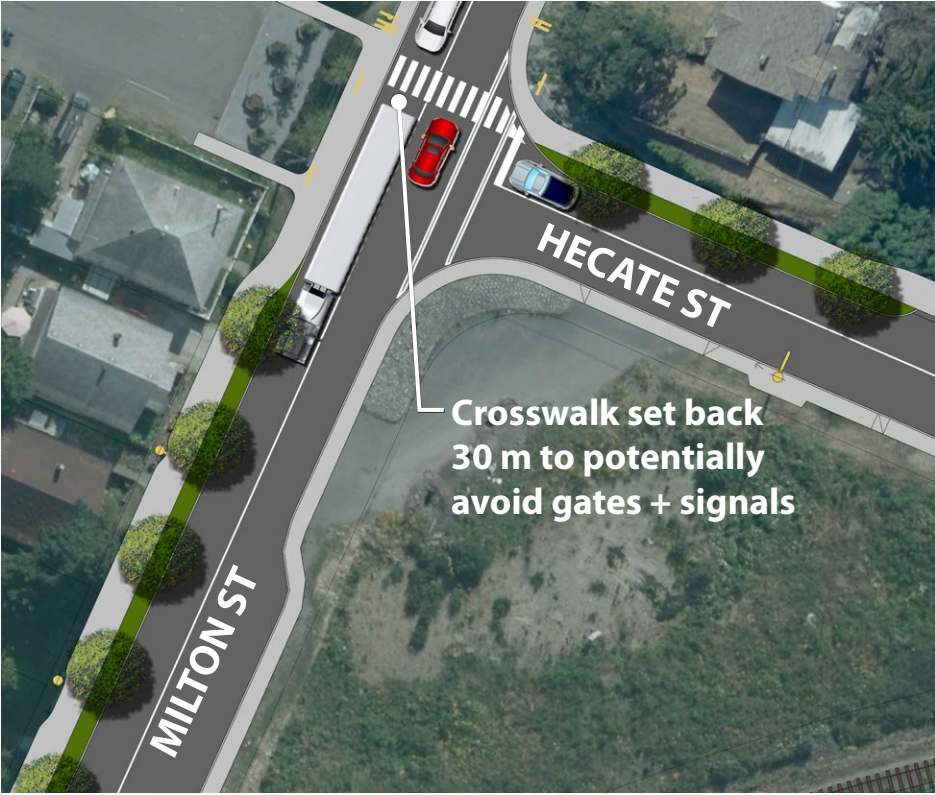 HECATE ST
Crosswalk set back
30 m to potentially
avoid gates + signals
MILTON ST